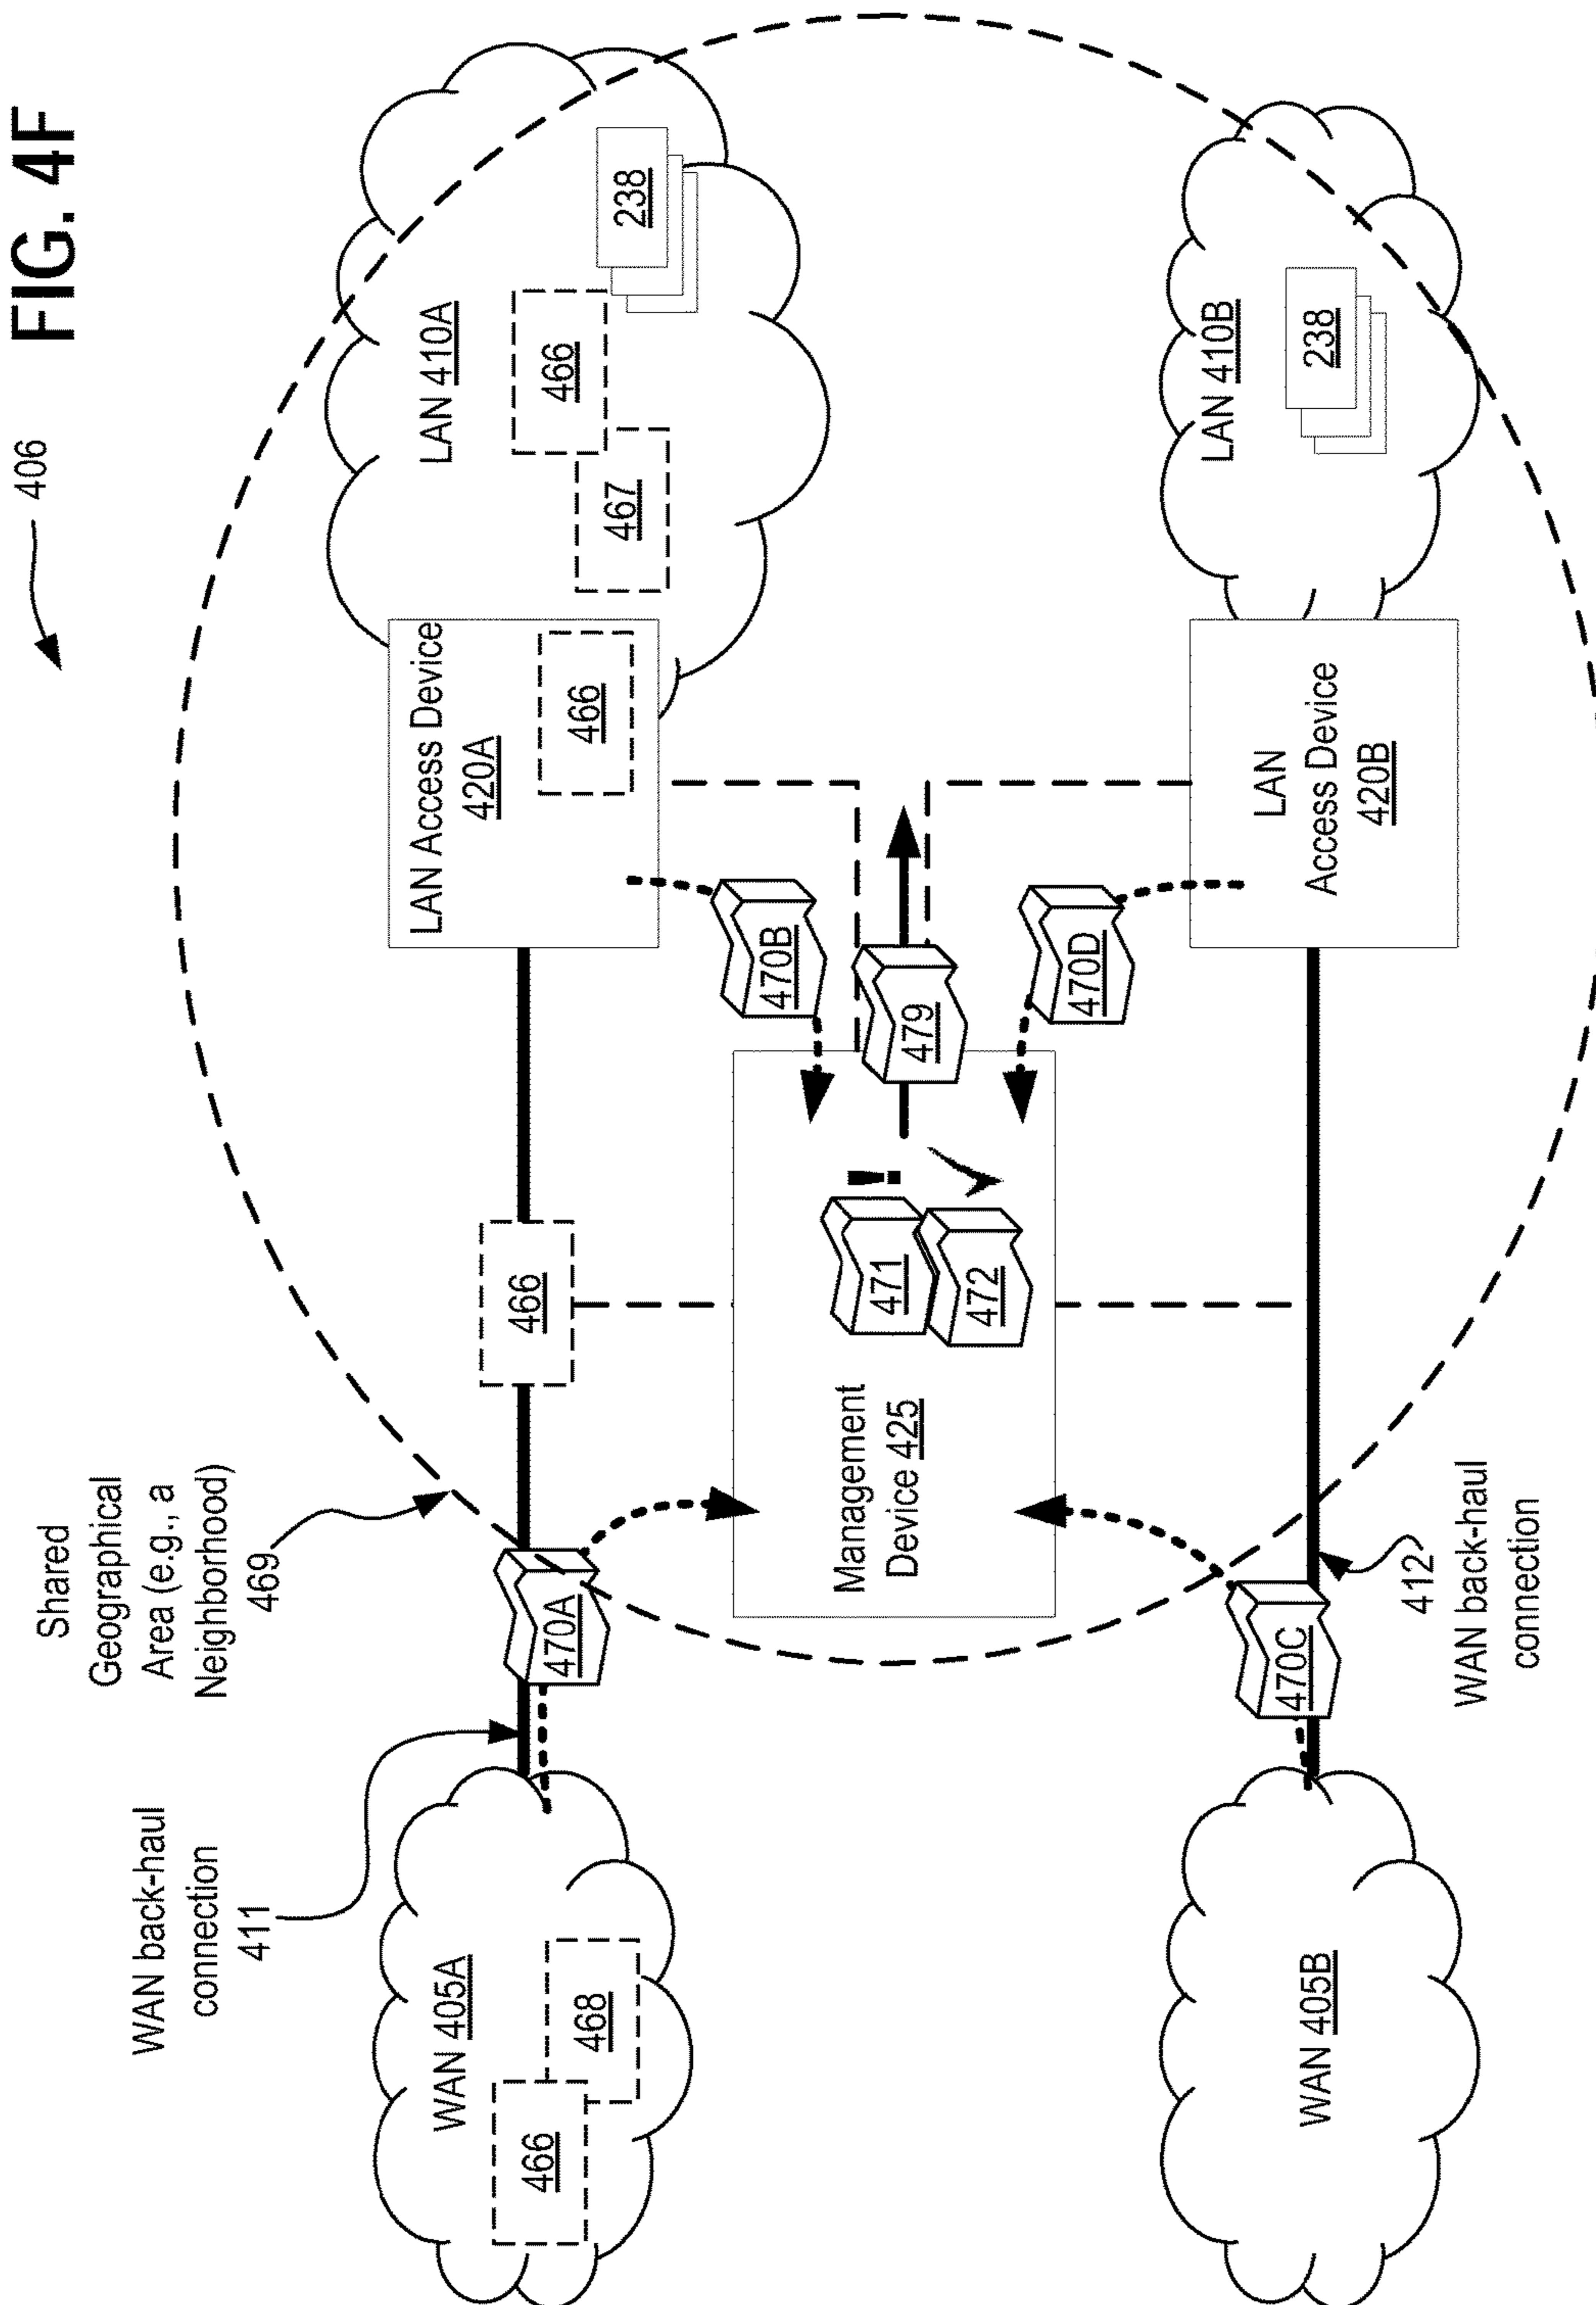 FIG. 4F
406
Shared
Geographical
Area (e.g., a
Neighborhood)
469
WAN back-haul
connection
411
WAN 405A
466
468
470A
466
LAN Access Device
420A
466
LAN 410A
466
467
238
470B
Management
Device 425
471
!
472
479
470D
WAN 405B
470C
412
WAN back-haul
connection
LAN
Access Device
420B
LAN 410B
238